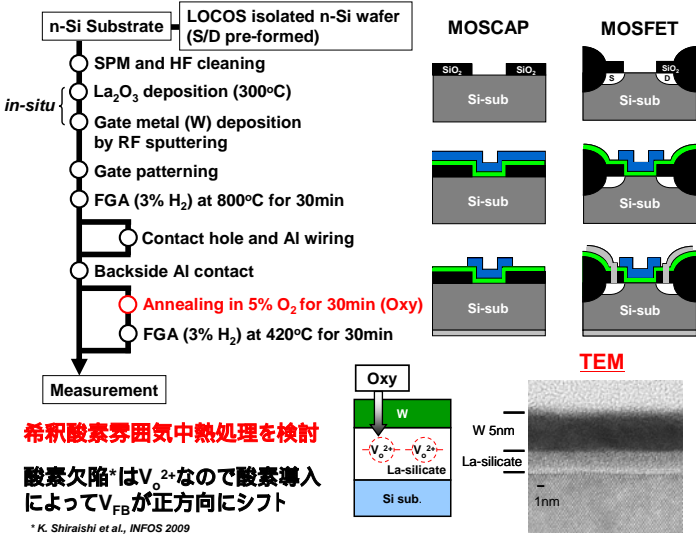 n-Si Substrate
LOCOS isolated n-Si wafer
(S/D pre-formed)
SPM and HF cleaning
in-situ
La2O3 deposition (300oC)
Gate metal (W) deposition
by RF sputtering
Gate patterning
FGA (3% H2) at 800oC for 30min
Contact hole and Al wiring
Backside Al contact
Annealing in 5% O2 for 30min (Oxy)
FGA (3% H2) at 420oC for 30min
Measurement
希釈酸素雰囲気中熱処理を検討
酸素欠陥*はVo2+なので酸素導入
によってVFBが正方向にシフト
* K. Shiraishi et al., INFOS 2009
MOSCAP
MOSFET
SiO2
SiO2
Si-sub
SiO2
S
D
Si-sub
Si-sub
Si-sub
Si-sub
Si-sub
Oxy
W
Vo2+
Vo2+
La-silicate
Si sub.
TEM
W 5nm
La-silicate
1nm